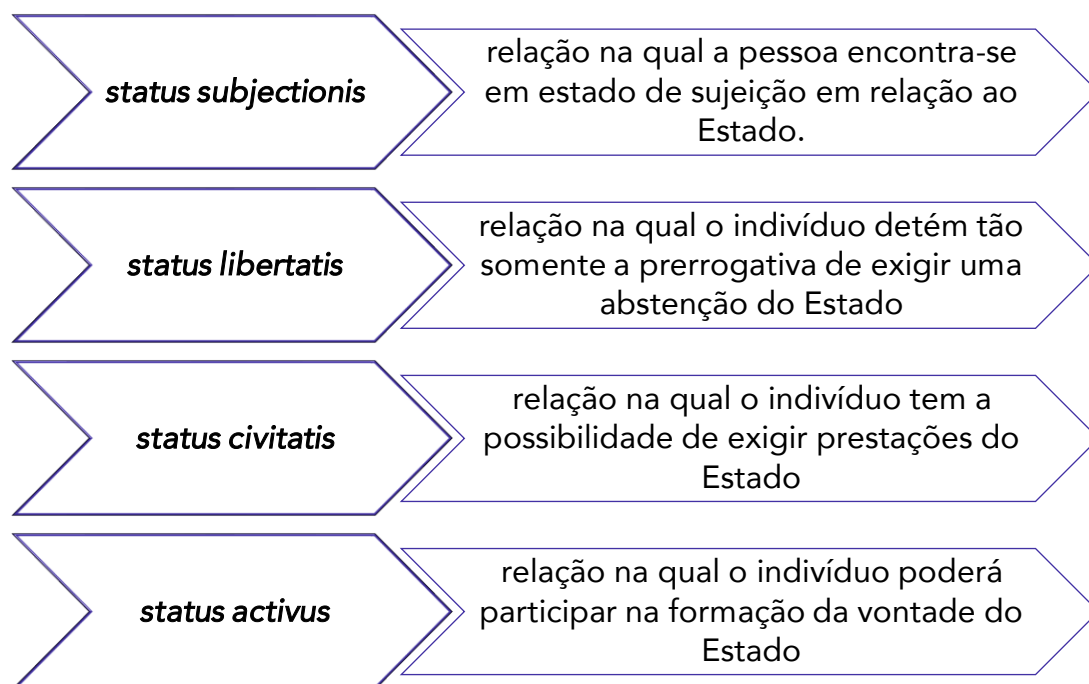 status subjectionis
relação na qual a pessoa encontra-se
em estado de sujeição em relação ao
Estado.
status libertatis
relação na qual o indivíduo detém tão
somente a prerrogativa de exigir uma
abstenção do Estado
status civitatis
relação na qual o indivíduo tem a
possibilidade de exigir prestações do
Estado
status activus
relação na qual o indivíduo poderá
participar na formação da vontade do
Estado